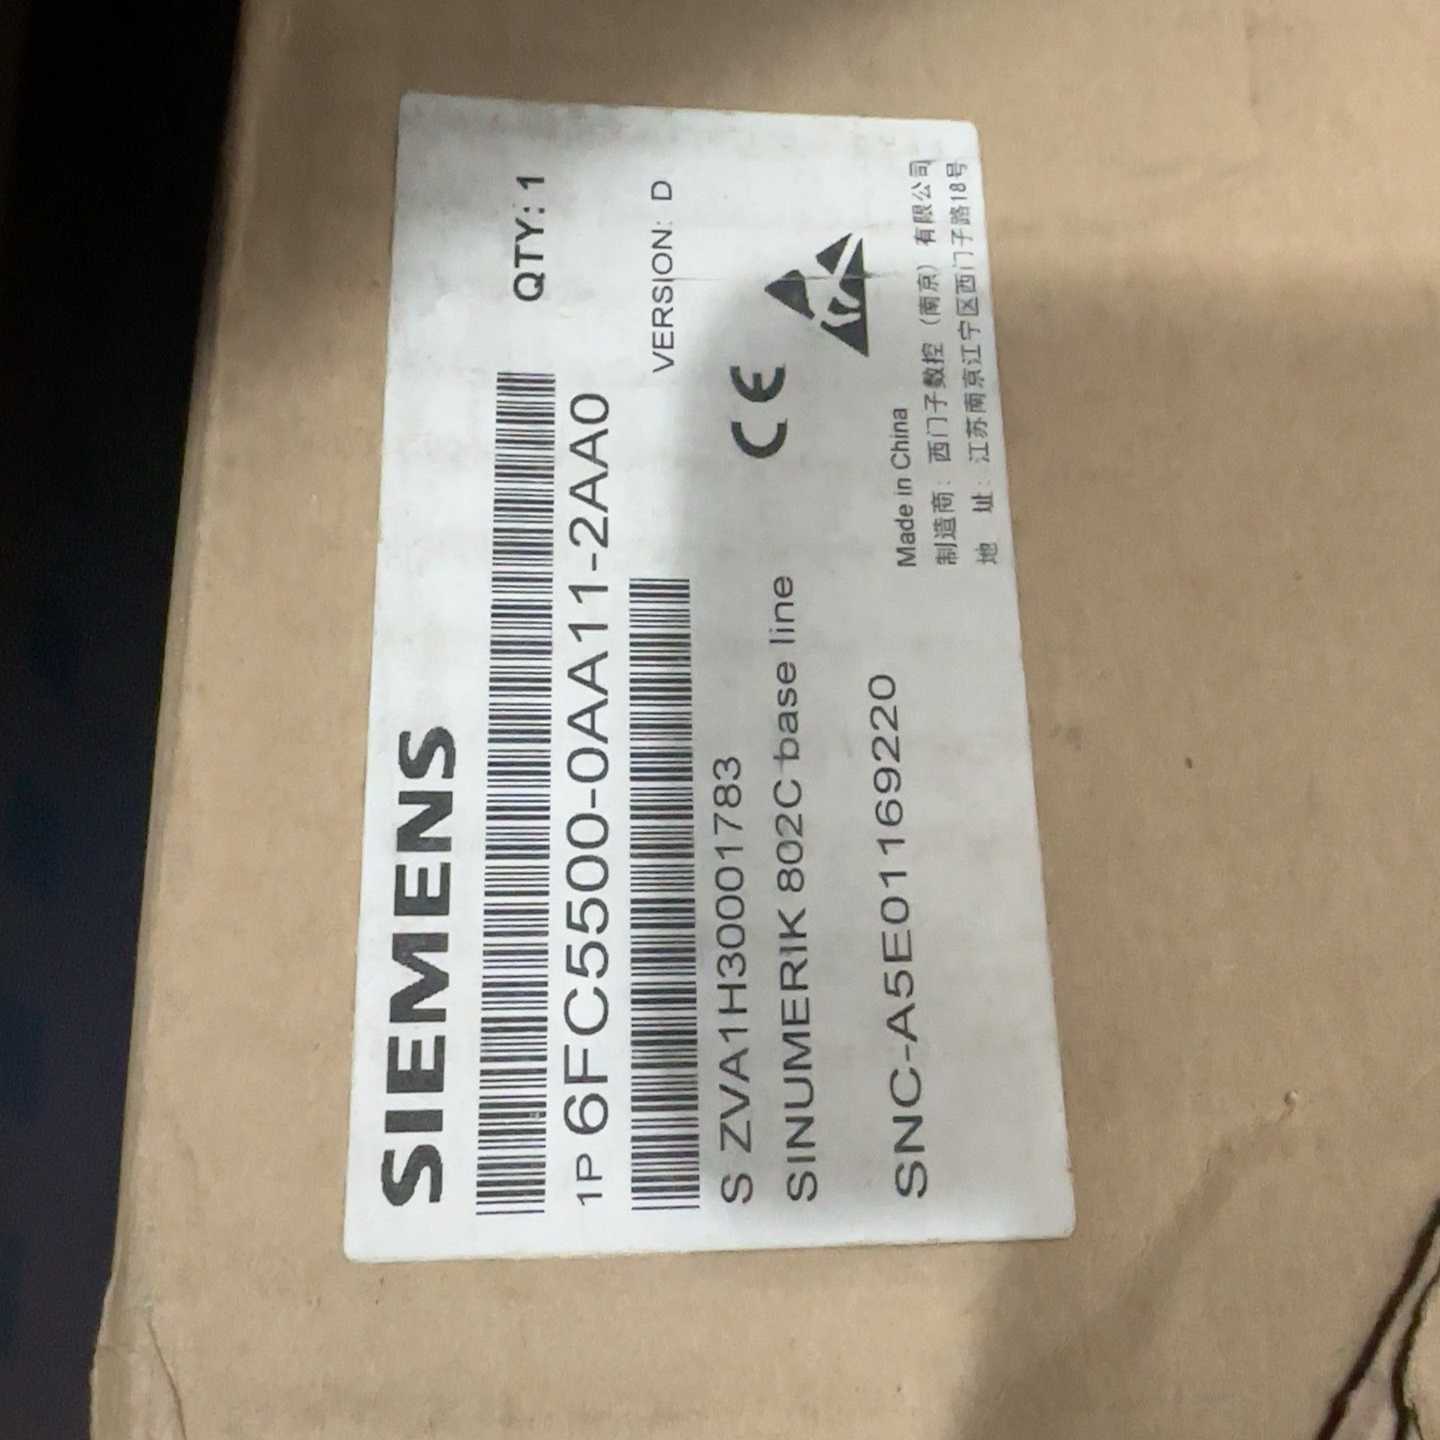 SIEMENS
QTY: 1
1P 6FC5500-0AA11-2AA0
VERSION: D
S ZVA1H30001783
SINUMERIK 802C base line
CE
SNC-A5E01169220
Made in China
制造商: 西门子数控 (南京) 有限公司
地 址: 江苏南京江宁区西门子路18号